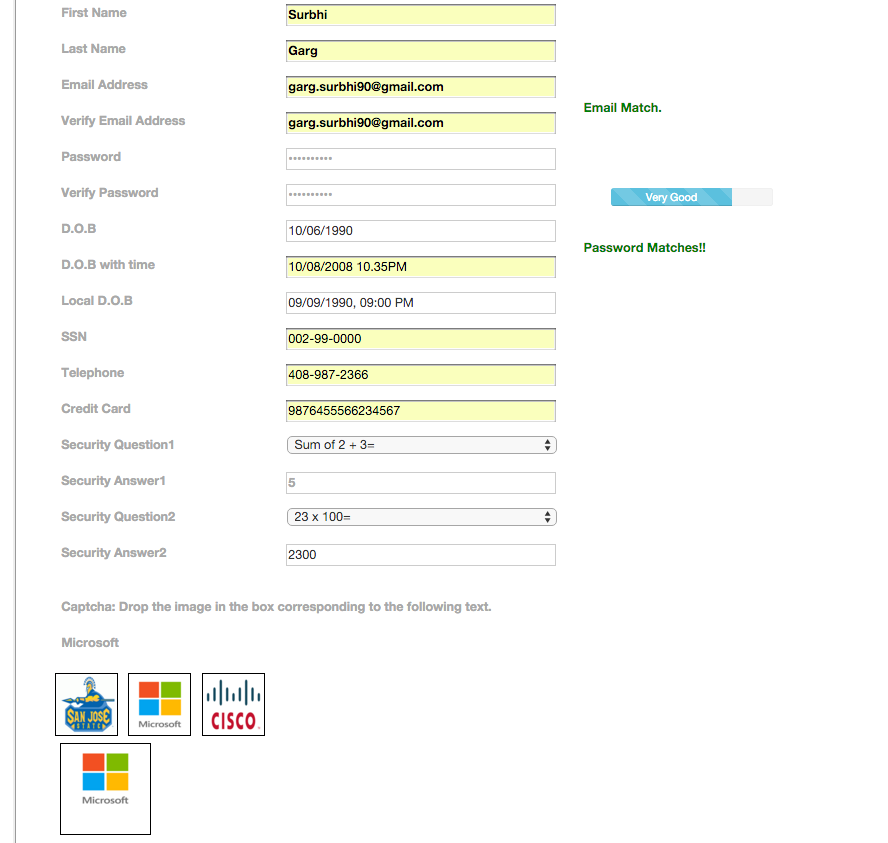 First Name Surbhi
Last Name Garg
Email Address garg.surbhi90@gmail.com
Email Match.
Verify Email Address garg.surbhi90@gmail.com
Password ••••••••••
Verify Password •••••••••• Very Good
D.O.B 10/06/1990
Password Matches!!
D.O.B with time 10/08/2008 10.35PM
Local D.O.B 09/09/1990, 09:00 PM
SSN 002-99-0000
Telephone 408-987-2366
Credit Card 9876455566234567
Security Question1 Sum of 2 + 3=
Security Answer1 5
Security Question2 23 x 100=
Security Answer2 2300
Captcha: Drop the image in the box corresponding to the following text.
Microsoft
SAN JOSE STATE Microsoft CISCO
Microsoft